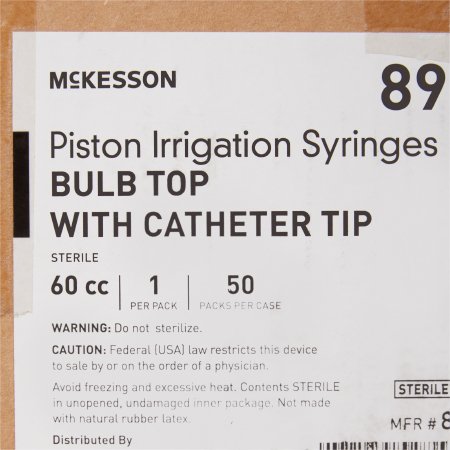 McKESSON
89
Piston Irrigation Syringes
BULB TOP
WITH CATHETER TIP
STERILE
60 cc | 1 PER PACK | 50 PACKS PER CASE
WARNING: Do not sterilize.
CAUTION: Federal (USA) law restricts this device
to sale by or on the order of a physician.
Avoid freezing and excessive heat. Contents STERILE
in unopened, undamaged inner package. Not made
with natural rubber latex.
STERILE
MFR # 8
Distributed By